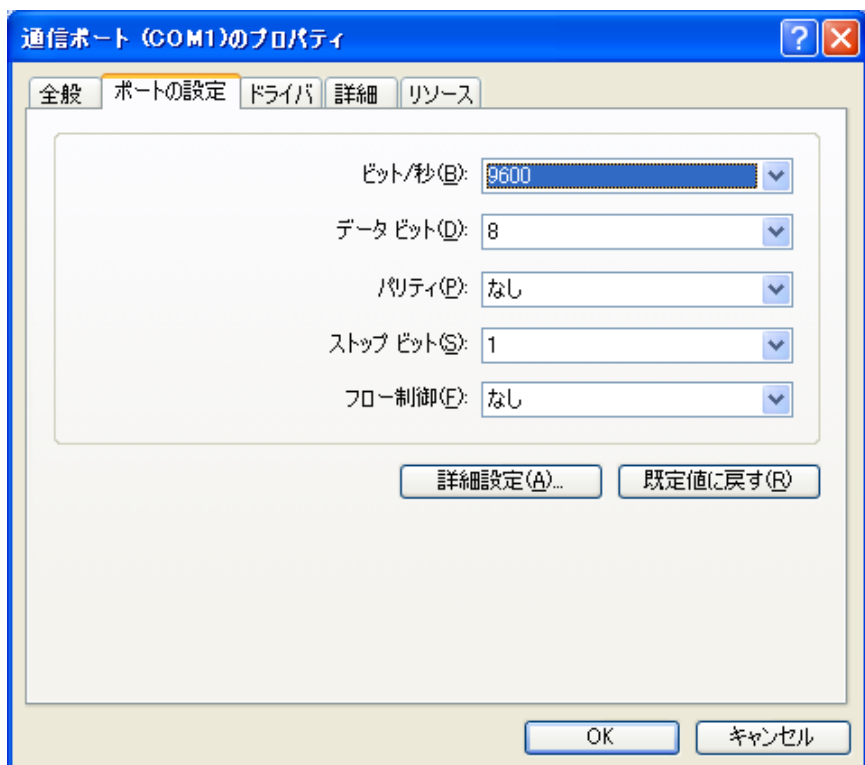 通信ポート (COM1)のプロパティ
全般 ポートの設定 ドライバ 詳細 リソース
ビット/秒(B): 9600
データ ビット(D): 8
パリティ(P): なし
ストップ ビット(S): 1
フロー制御(F): なし
詳細設定(A)... 既定値に戻す(R)
OK キャンセル